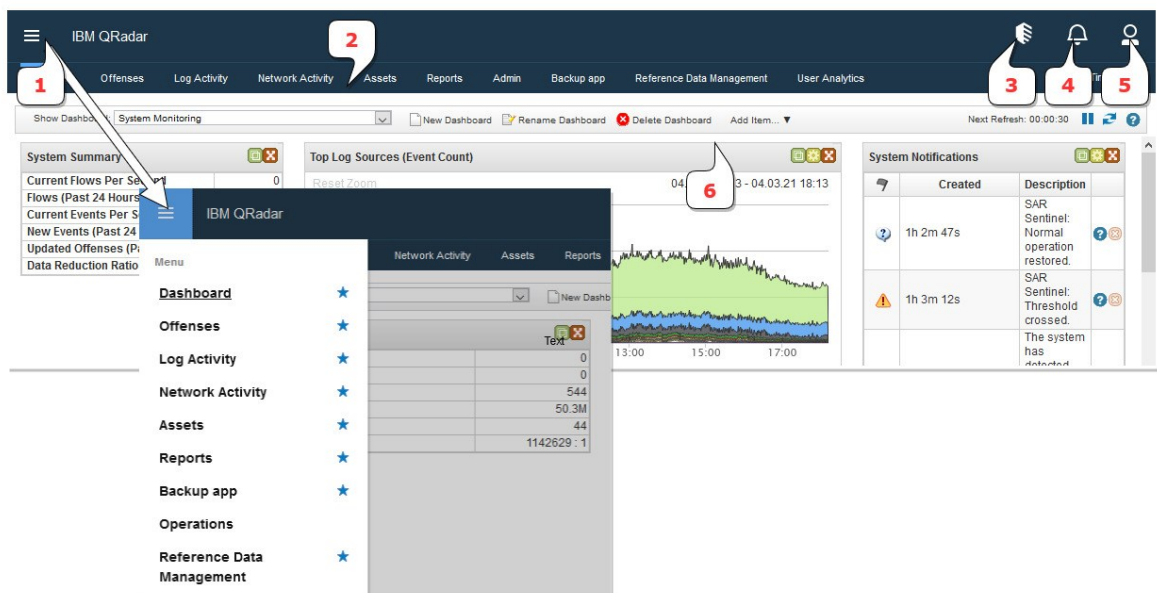 IBM QRadar
2
3
4
5
1
Offenses Log Activity Network Activity Assets Reports Admin Backup app Reference Data Management User Analytics
Show Dashboard: System Monitoring New Dashboard Rename Dashboard Delete Dashboard Add Item... ▼ Next Refresh: 00:00:30
6
System Summary
Current Flows Per Second 0
Flows (Past 24 Hours
Current Events Per
New Events (Past 24
Updated Offenses
Data Reduction Ratio
Top Log Sources (Event Count)
Reset Zoom 04. 3 - 04.03.21 18:13
13:00 15:00 17:00
System Notifications
Created Description
1h 2m 47s
SAR
Sentinel:
Normal
operation
restored.
1h 3m 12s
SAR
Sentinel:
Threshold
crossed.
The system
has
detected
IBM QRadar
Network Activity Assets Reports
New Dashb
Menu
Dashboard
Offenses
Log Activity
Network Activity
Assets
Reports
Backup app
Operations
Reference Data
Management
Text
0
0
544
50.3M
44
1142629 : 1